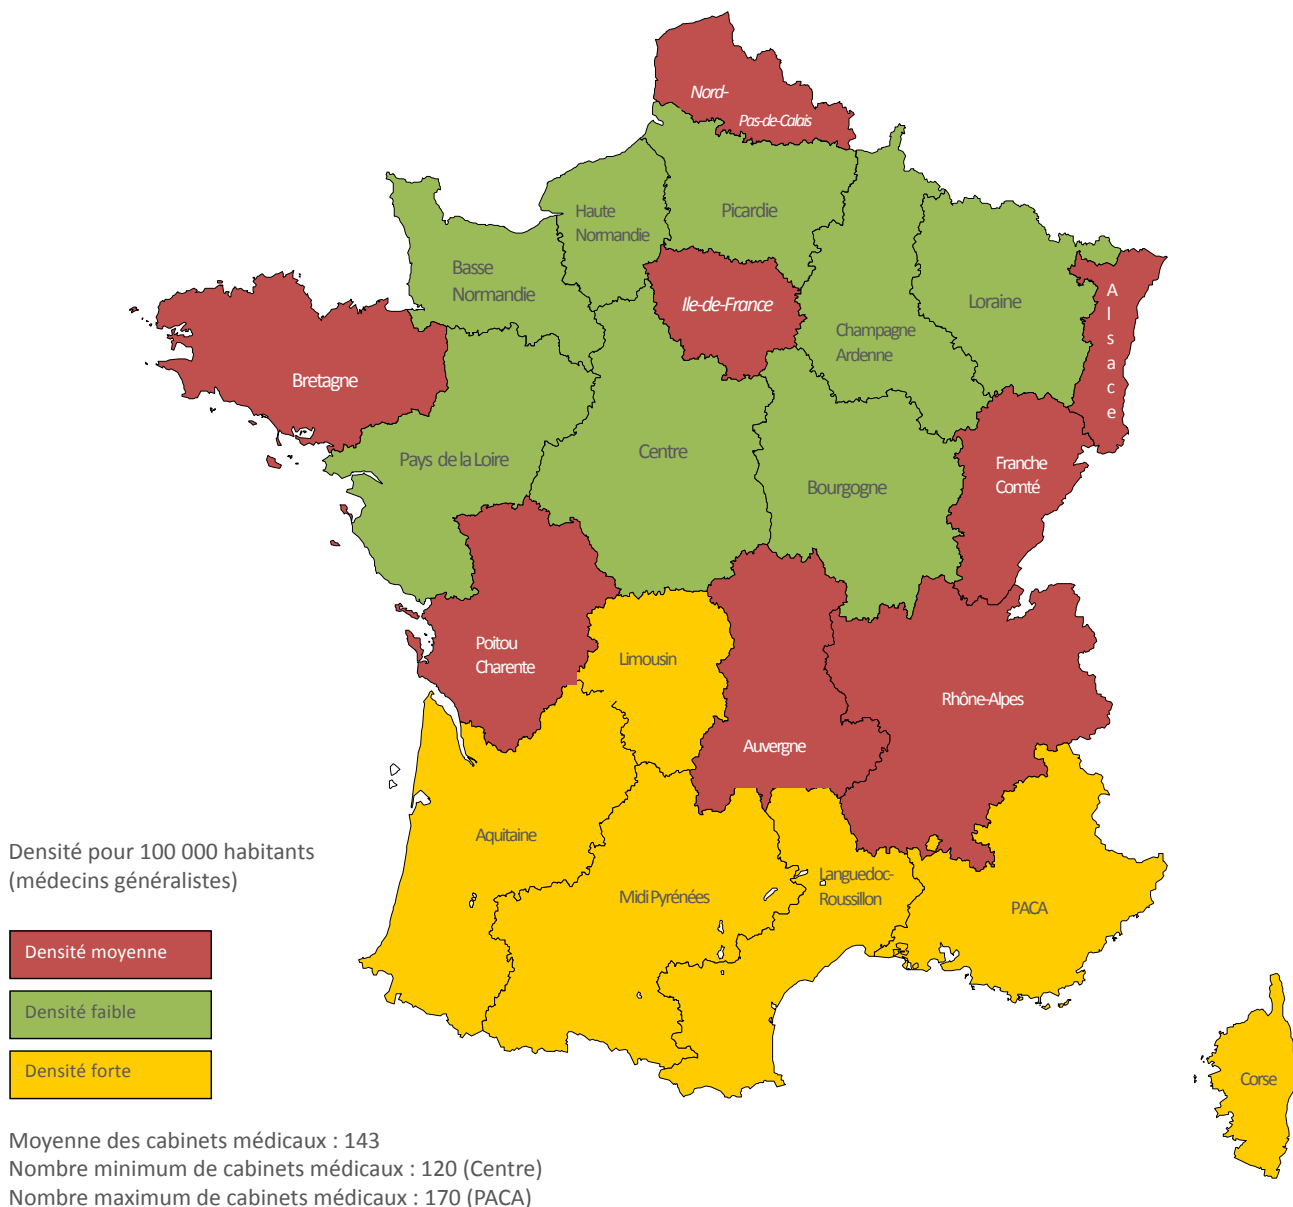 Nord-
Pas-de-Calais
Haute
Normandie
Picardie
Basse
Normandie
Ile-de-France
Champagne
Ardenne
Loraine
A
l
s
a
c
e
Bretagne
Pays de la Loire
Centre
Bourgogne
Franche
Comté
Poitou
Charente
Limousin
Auvergne
Rhône-Alpes
Aquitaine
Midi Pyrénées
Languedoc-
Roussillon
PACA
Corse
Densité pour 100 000 habitants
(médecins généralistes)
Densité moyenne
Densité faible
Densité forte
Moyenne des cabinets médicaux : 143
Nombre minimum de cabinets médicaux : 120 (Centre)
Nombre maximum de cabinets médicaux : 170 (PACA)